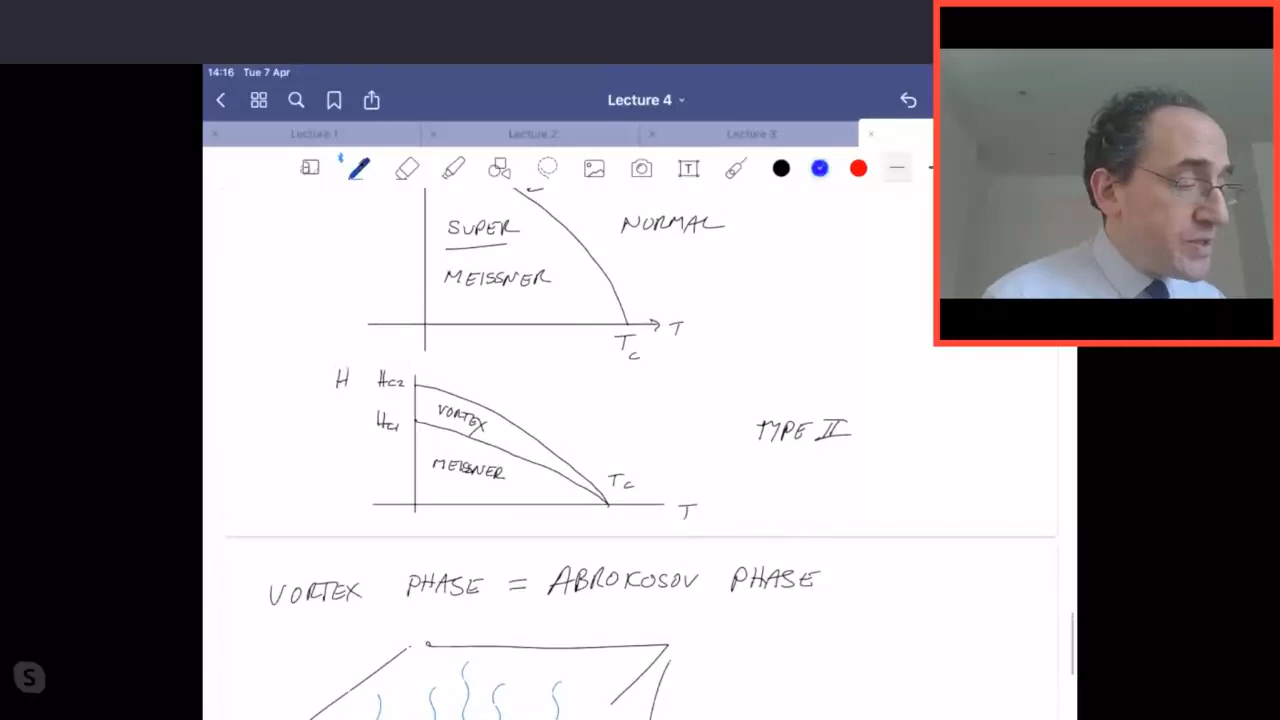 14:16 Tue 7 Apr
Lecture 4
Lecture 1
Lecture 2
Lecture 3
T
SUPER
NORMAL
MEISSNER
T
Tc
H Hc2
VORTEX
Hc1
TYPE II
MEISSNER
Tc
T
VORTEX PHASE = ABROKOSOV PHASE
S